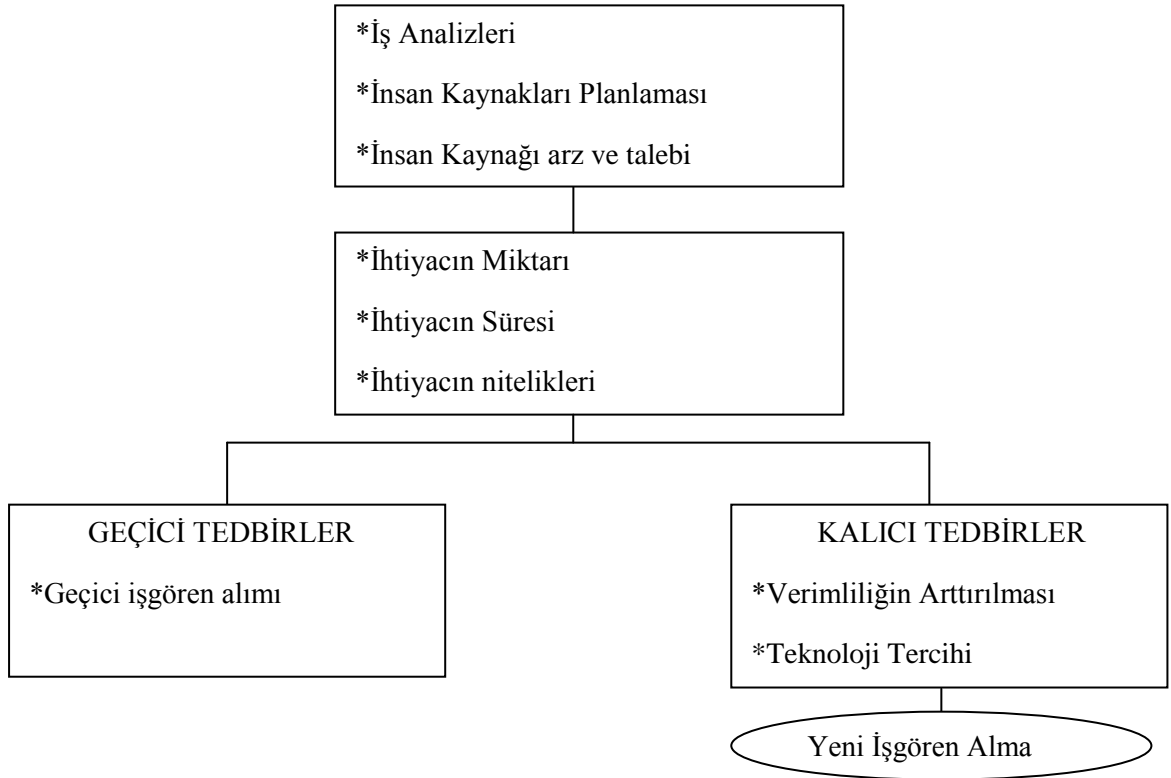 *İş Analizleri
*İnsan Kaynakları Planlaması
*İnsan Kaynağı arz ve talebi
*İhtiyacın Miktarı
*İhtiyacın Süresi
*İhtiyacın nitelikleri
GEÇİCİ TEDBİRLER
*Geçici işgören alımı
KALICI TEDBİRLER
*Verimliliğin Arttırılması
*Teknoloji Tercihi
Yeni İşgören Alma